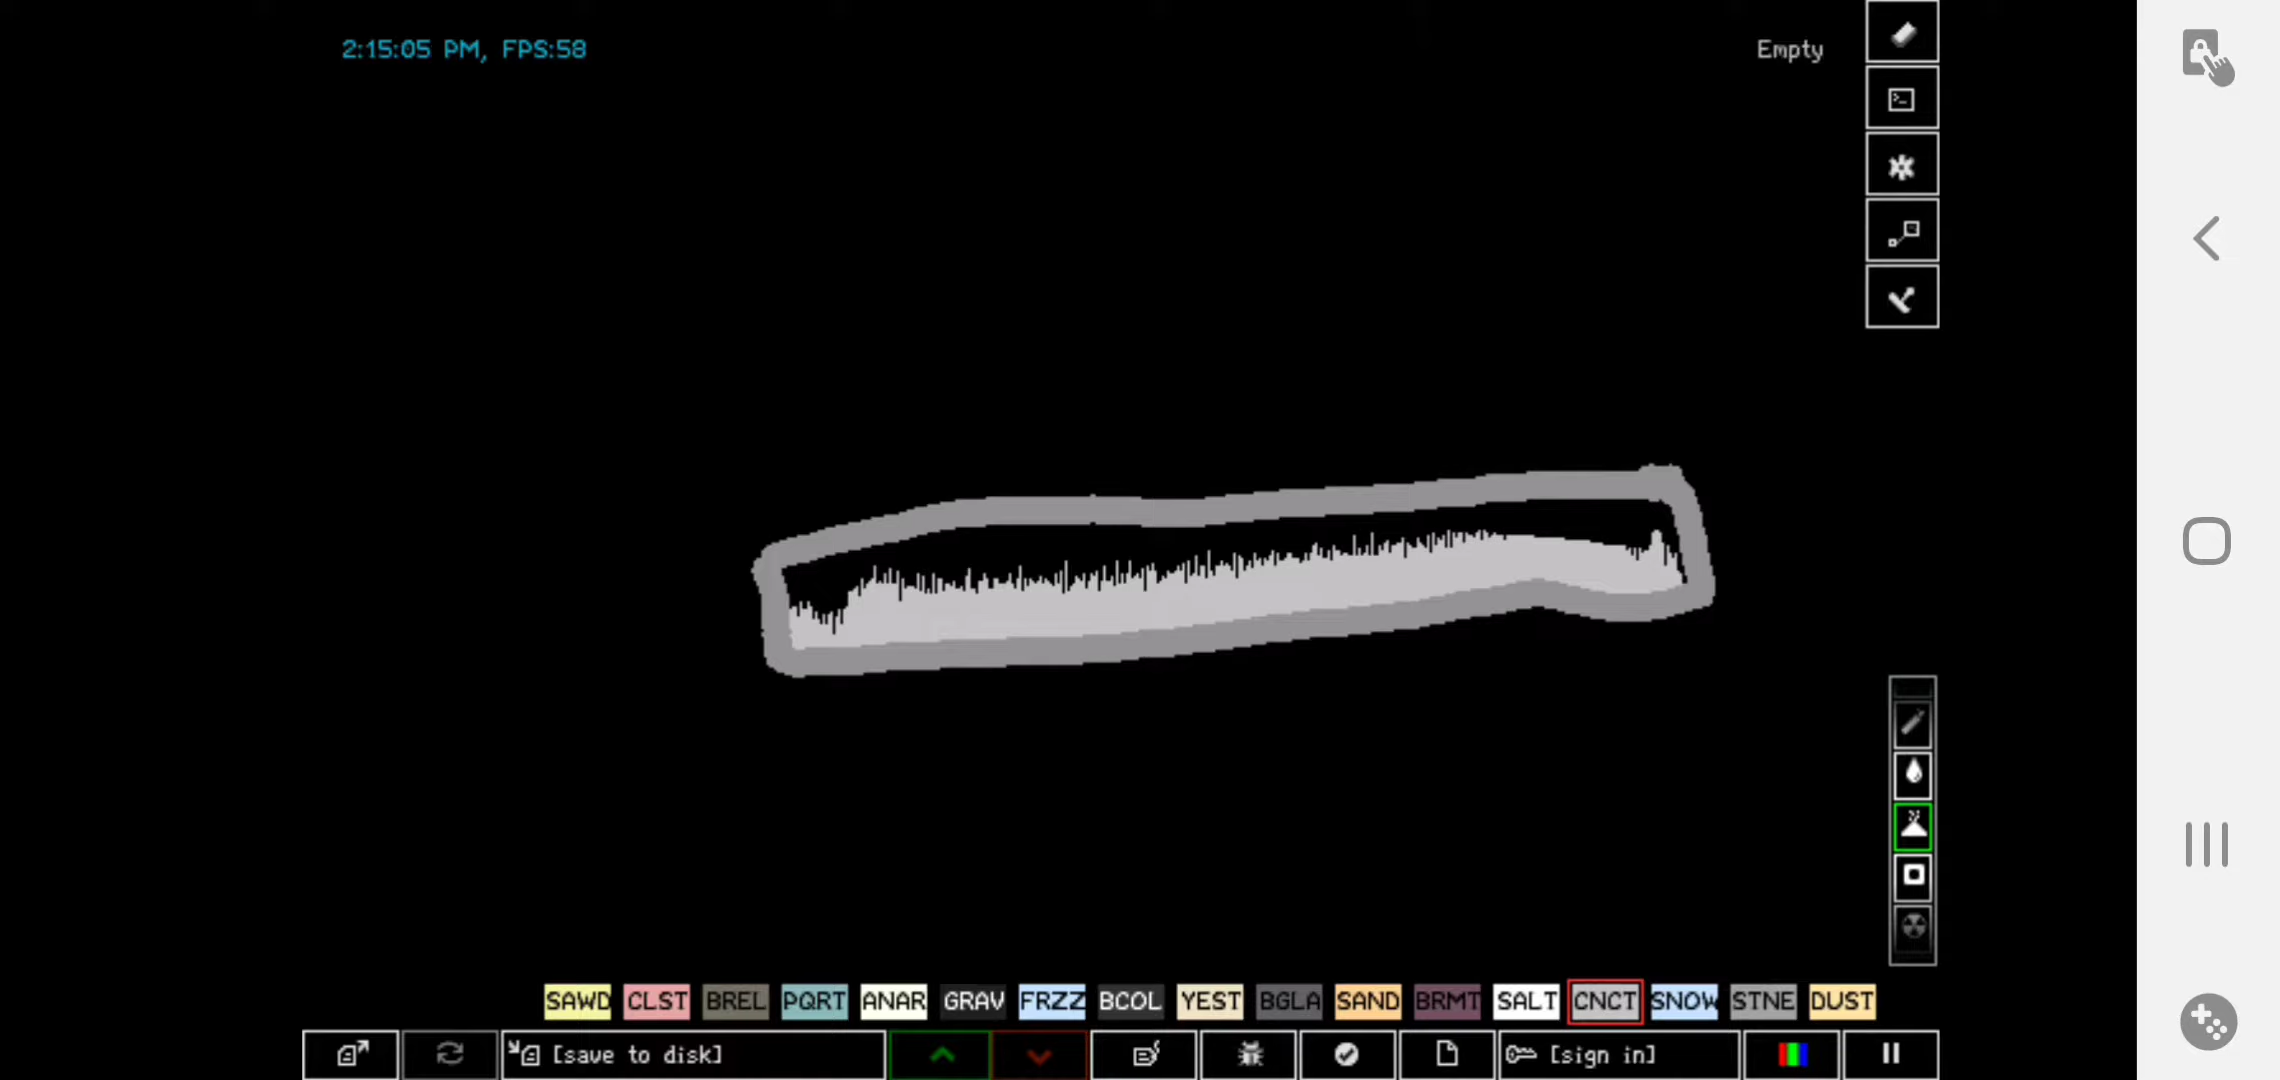 2:15:05 PM, FPS:58
Empty
SAWD CLST BREL PQRT ANAR GRAV FRZZ BCOL YEST BGLA SAND BRMT SALT CNCT SNOW STNE DUST
[save to disk] [sign in]